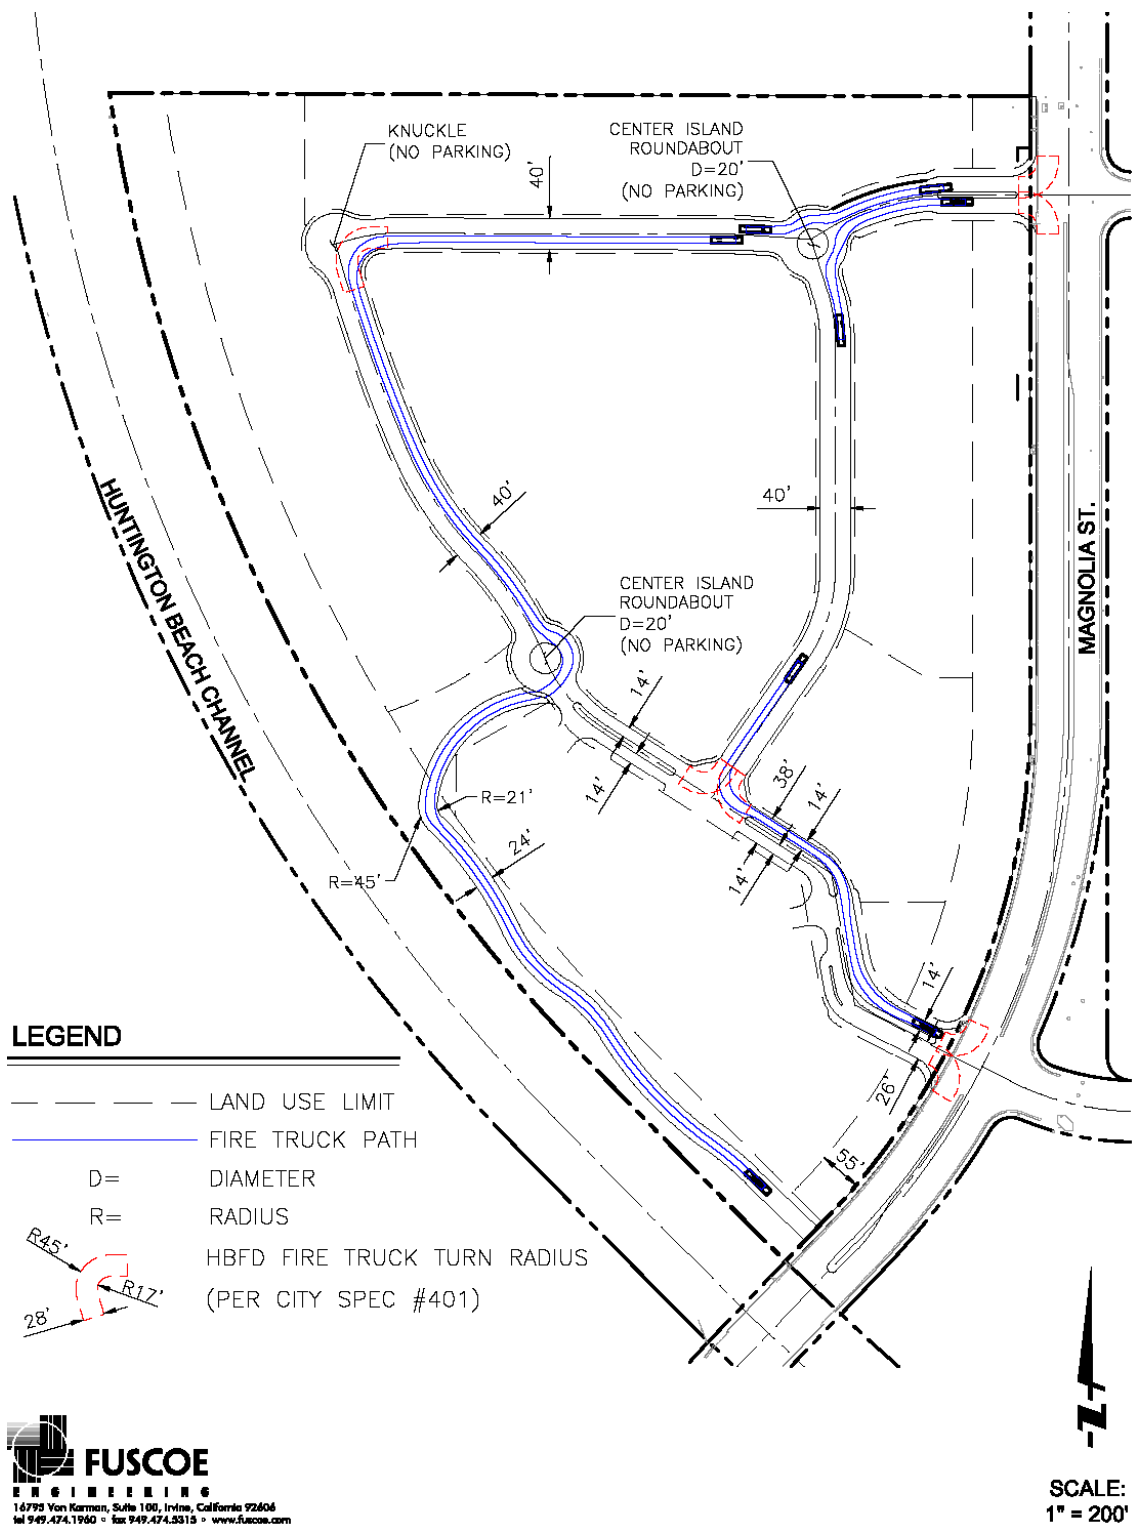 KNUCKLE
(NO PARKING)
CENTER ISLAND
ROUNDABOUT
D=20'
(NO PARKING)
40'
40'
40'
HUNTINGTON BEACH CHANNEL
MAGNOLIA ST.
CENTER ISLAND
ROUNDABOUT
D=20'
(NO PARKING)
14'
14'
38'
14'
14'
R=21'
24'
R=45'
14'
26'
55'
LEGEND
LAND USE LIMIT
FIRE TRUCK PATH
D= DIAMETER
R= RADIUS
R45'
R17'
28'
HBFD FIRE TRUCK TURN RADIUS
(PER CITY SPEC #401)
FUSCOE
ENGINEERING
16795 Von Karman, Suite 100, Irvine, California 92606
tel 949.474.1960 ◦ fax 949.474.5315 ◦ www.fuscoe.com
Z
SCALE:
1" = 200'